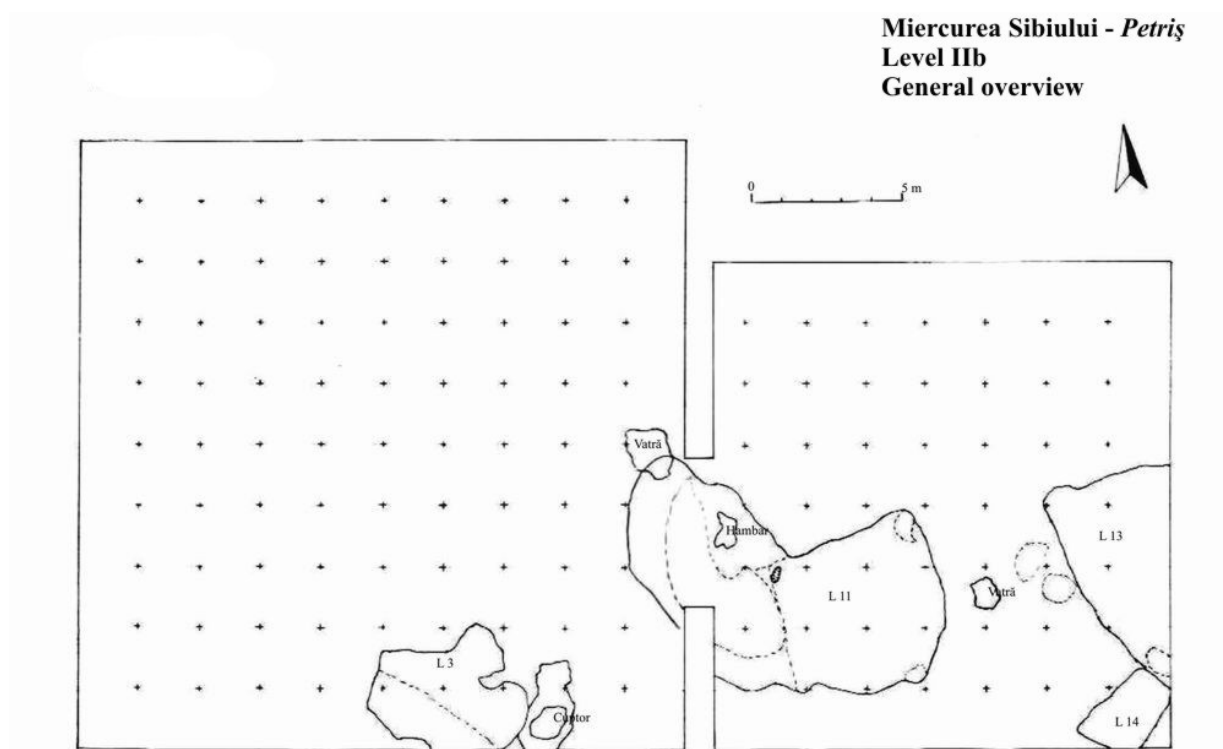 Miercurea Sibiului - Petriş
Level IIb
General overview
0 5 m
Vatră
Hambar
L 13
Vatră
L 11
L 3
Cuptor
L 14